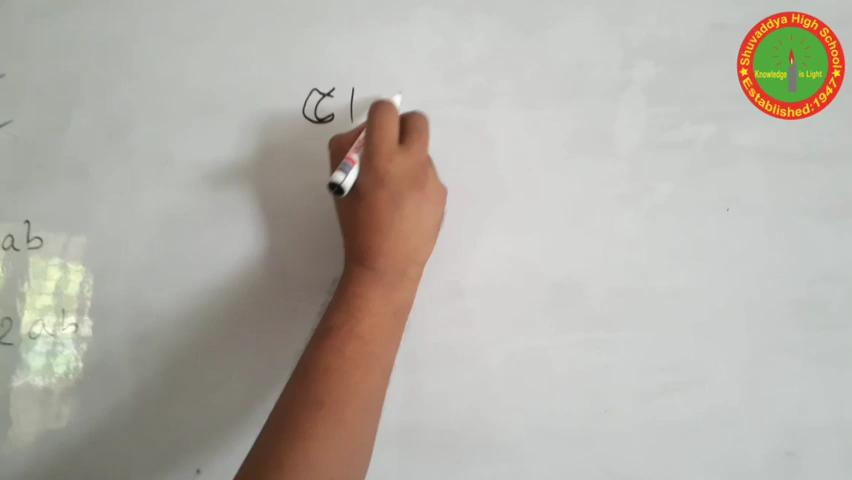 Shuvaddya High School
Knowledge is Light
Established:1947
ab
2ab